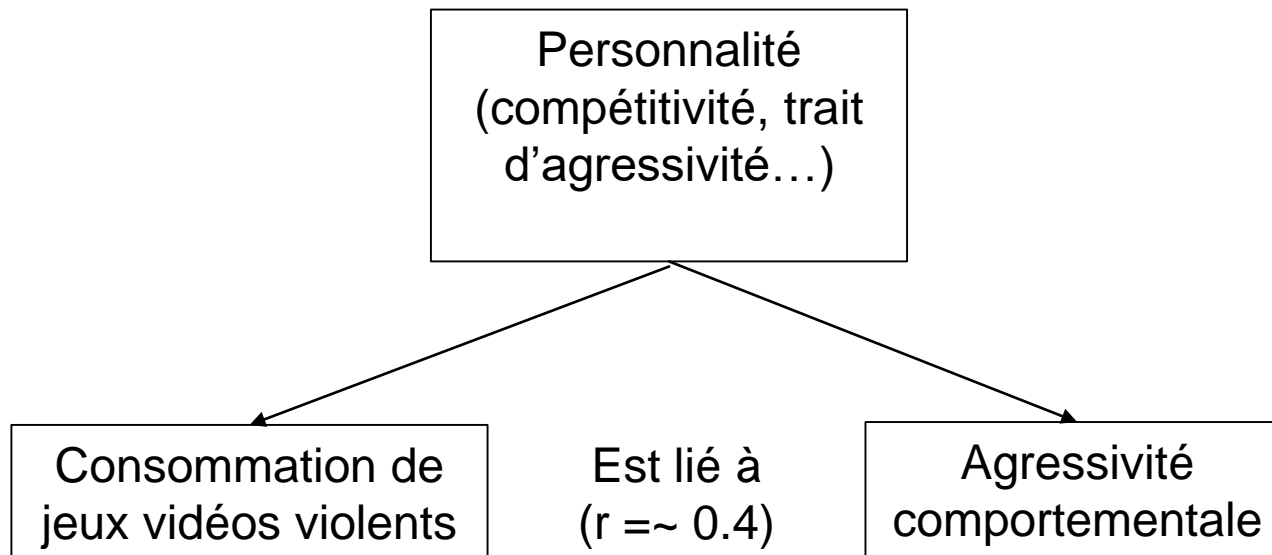 Personnalité
(compétitivité, trait
d’agressivité…)
Consommation de
jeux vidéos violents
Est lié à
(r =~ 0.4)
Agressivité
comportementale